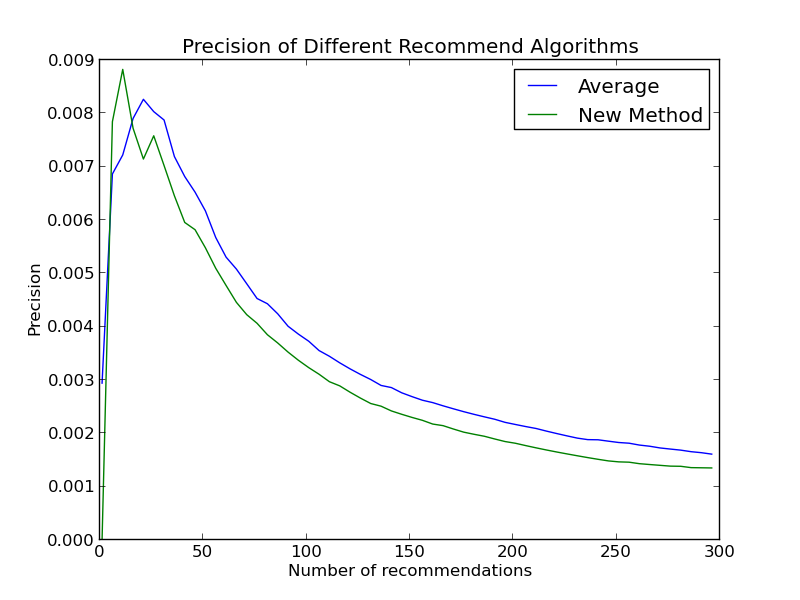 Precision of Different Recommend Algorithms
Average
New Method
Precision
0.009
0.008
0.007
0.006
0.005
0.004
0.003
0.002
0.001
0.000
0 50 100 150 200 250 300
Number of recommendations